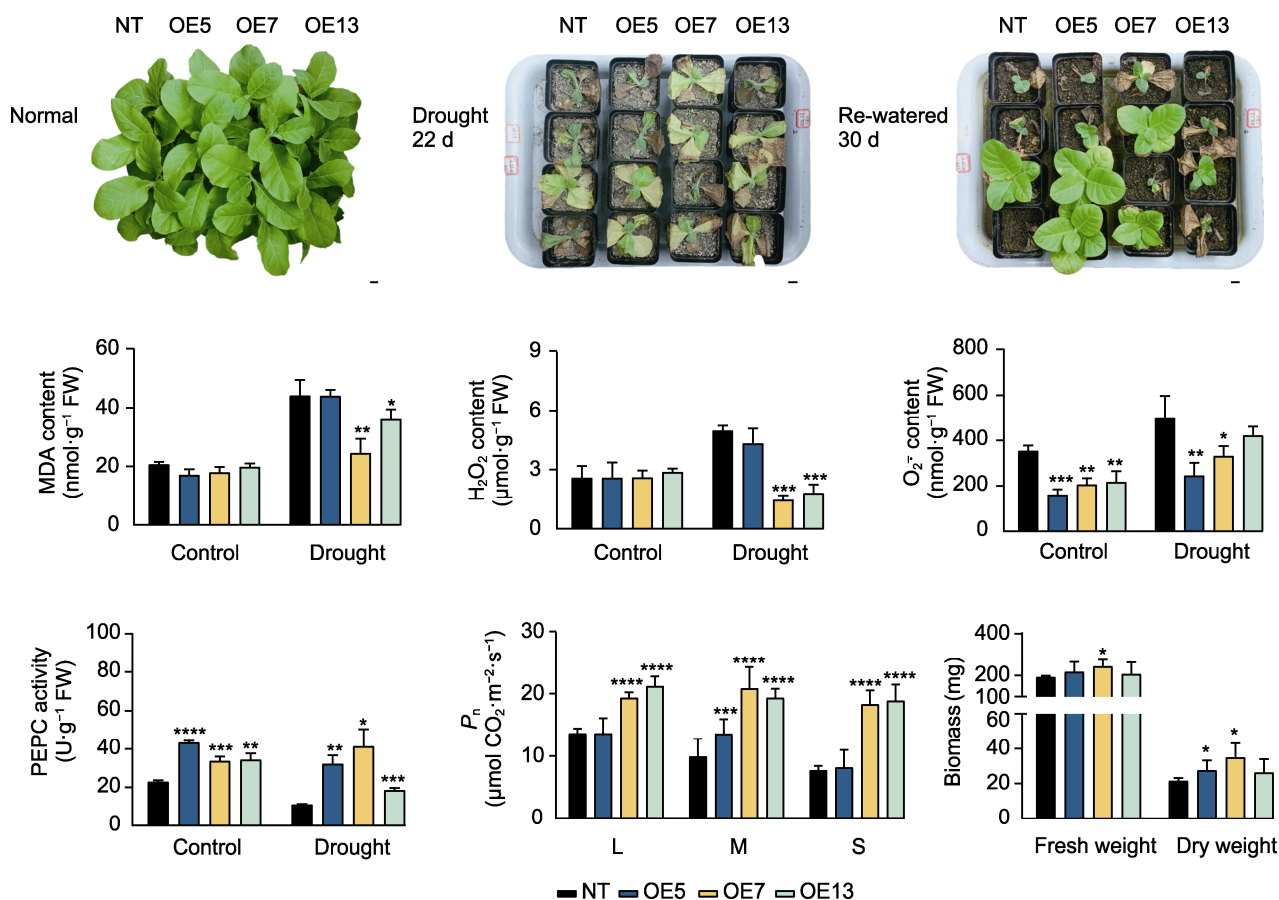 NT OE5 OE7 OE13
NT OE5 OE7 OE13
NT OE5 OE7 OE13
Normal
Drought
22 d
Re-watered
30 d
MDA content
(nmol·g⁻¹ FW)
60
40
20
0
**
*
Control Drought
H₂O₂ content
(μmol·g⁻¹ FW)
9
6
3
0
***
***
Control Drought
O₂⁻̇ content
(nmol·g⁻¹ FW)
800
600
400
200
0
***
**
**
**
*
Control Drought
PEPC activity
(U·g⁻¹ FW)
100
80
60
40
20
0
****
***
**
**
*
***
Control Drought
Pₙ
(μmol CO₂·m⁻²·s⁻¹)
30
20
10
0
****
****
***
****
****
****
****
L M S
Biomass (mg)
400
200
100
60
40
20
0
*
*
*
Fresh weight Dry weight
NT OE5 OE7 OE13